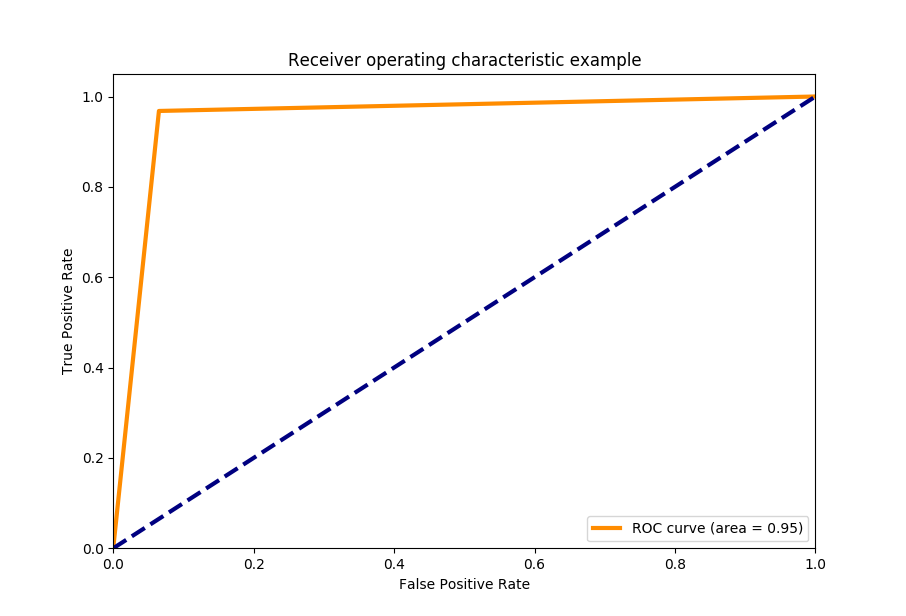 Receiver operating characteristic example
1.0
0.8
0.6
0.4
0.2
0.0
True Positive Rate
ROC curve (area = 0.95)
0.0 0.2 0.4 0.6 0.8 1.0
False Positive Rate